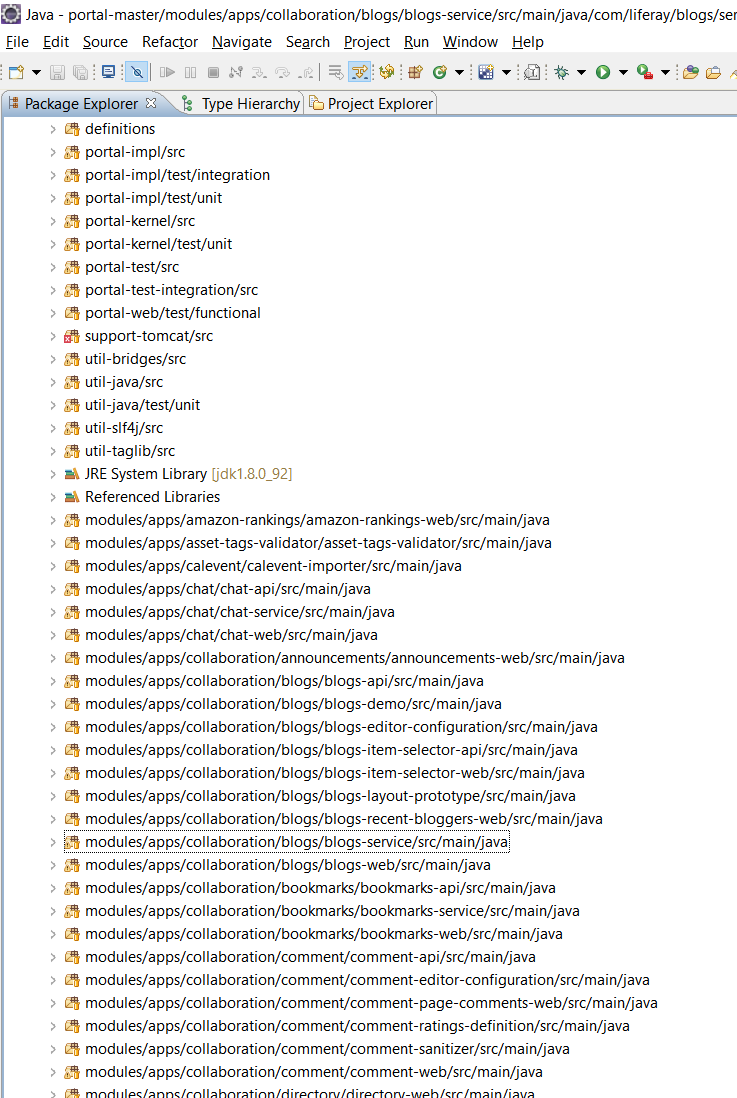 Java - portal-master/modules/apps/collaboration/blogs/blogs-service/src/main/java/com/liferay/blogs/ser
File Edit Source Refactor Navigate Search Project Run Window Help
Package Explorer Type Hierarchy Project Explorer
definitions
portal-impl/src
portal-impl/test/integration
portal-impl/test/unit
portal-kernel/src
portal-kernel/test/unit
portal-test/src
portal-test-integration/src
portal-web/test/functional
support-tomcat/src
util-bridges/src
util-java/src
util-java/test/unit
util-slf4j/src
util-taglib/src
JRE System Library [jdk1.8.0_92]
Referenced Libraries
modules/apps/amazon-rankings/amazon-rankings-web/src/main/java
modules/apps/asset-tags-validator/asset-tags-validator/src/main/java
modules/apps/calevent/calevent-importer/src/main/java
modules/apps/chat/chat-api/src/main/java
modules/apps/chat/chat-service/src/main/java
modules/apps/chat/chat-web/src/main/java
modules/apps/collaboration/announcements/announcements-web/src/main/java
modules/apps/collaboration/blogs/blogs-api/src/main/java
modules/apps/collaboration/blogs/blogs-demo/src/main/java
modules/apps/collaboration/blogs/blogs-editor-configuration/src/main/java
modules/apps/collaboration/blogs/blogs-item-selector-api/src/main/java
modules/apps/collaboration/blogs/blogs-item-selector-web/src/main/java
modules/apps/collaboration/blogs/blogs-layout-prototype/src/main/java
modules/apps/collaboration/blogs/blogs-recent-bloggers-web/src/main/java
modules/apps/collaboration/blogs/blogs-service/src/main/java
modules/apps/collaboration/blogs/blogs-web/src/main/java
modules/apps/collaboration/bookmarks/bookmarks-api/src/main/java
modules/apps/collaboration/bookmarks/bookmarks-service/src/main/java
modules/apps/collaboration/bookmarks/bookmarks-web/src/main/java
modules/apps/collaboration/comment/comment-api/src/main/java
modules/apps/collaboration/comment/comment-editor-configuration/src/main/java
modules/apps/collaboration/comment/comment-page-comments-web/src/main/java
modules/apps/collaboration/comment/comment-ratings-definition/src/main/java
modules/apps/collaboration/comment/comment-sanitizer/src/main/java
modules/apps/collaboration/comment/comment-web/src/main/java
modules/apps/collaboration/directory/directory-web/src/main/java